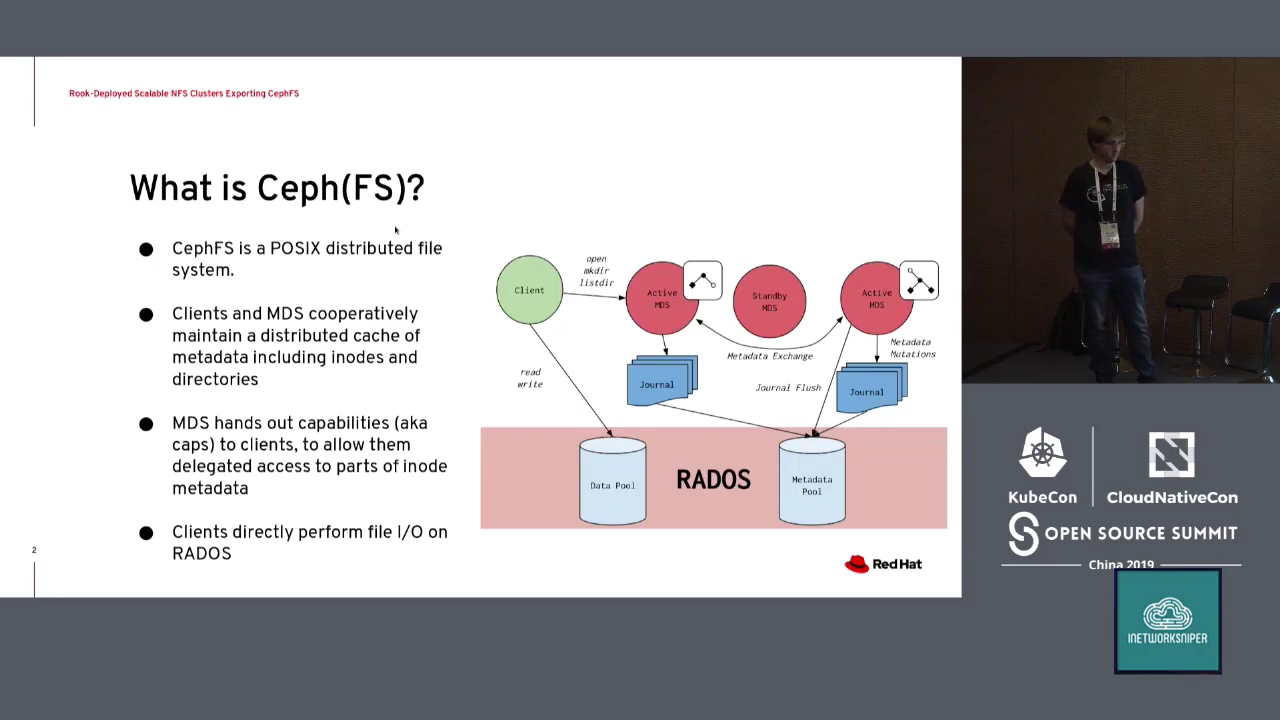 Rook-Deployed Scalable NFS Clusters Exporting CephFS
What is Ceph(FS)?
● CephFS is a POSIX distributed file
system.
● Clients and MDS cooperatively
maintain a distributed cache of
metadata including inodes and
directories
● MDS hands out capabilities (aka
caps) to clients, to allow them
delegated access to parts of inode
metadata
● Clients directly perform file I/O on
RADOS
2
Client
open
mkdir
listdir
Active
MDS
Standby
MDS
Active
MDS
Metadata Exchange
Metadata
Mutations
read
write
Journal
Journal Flush
Journal
Data Pool
RADOS
Metadata
Pool
Red Hat
KubeCon
CloudNativeCon
OPEN SOURCE SUMMIT
China 2019
INETWORKSNIPER